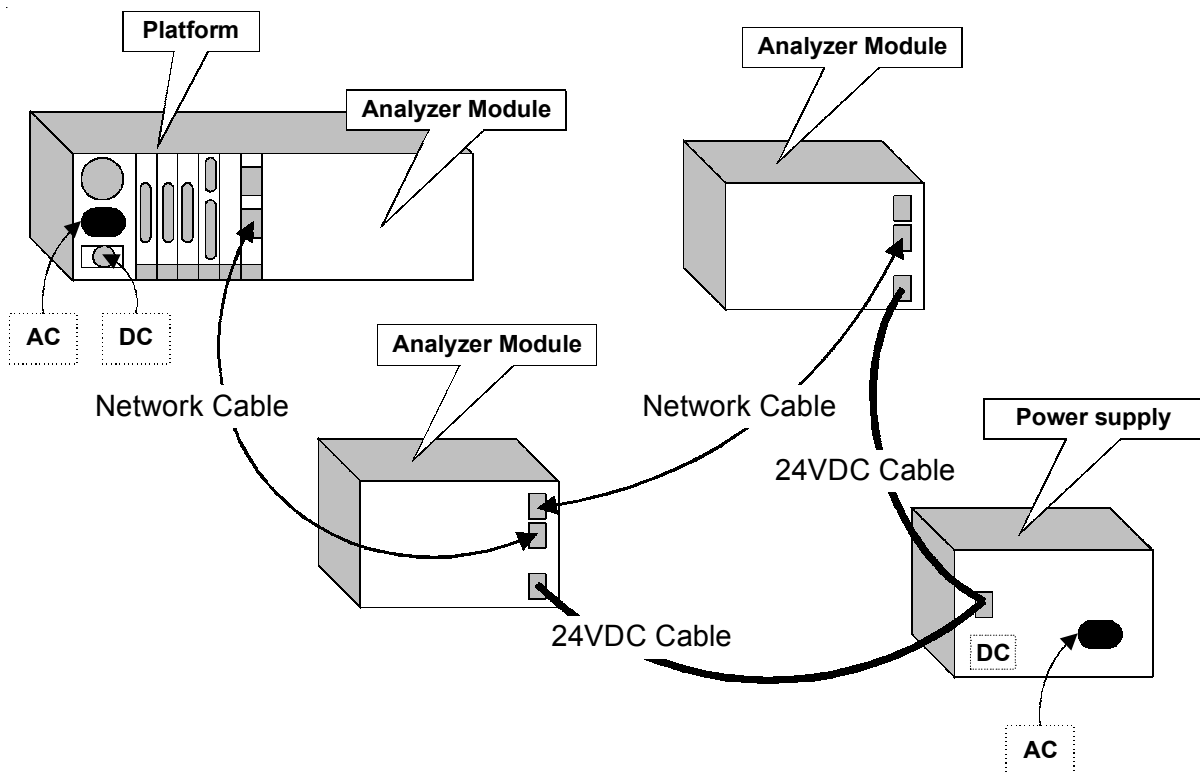 Platform
Analyzer Module
Analyzer Module
AC
DC
Analyzer Module
Network Cable
Network Cable
Power supply
24VDC Cable
24VDC Cable
DC
AC